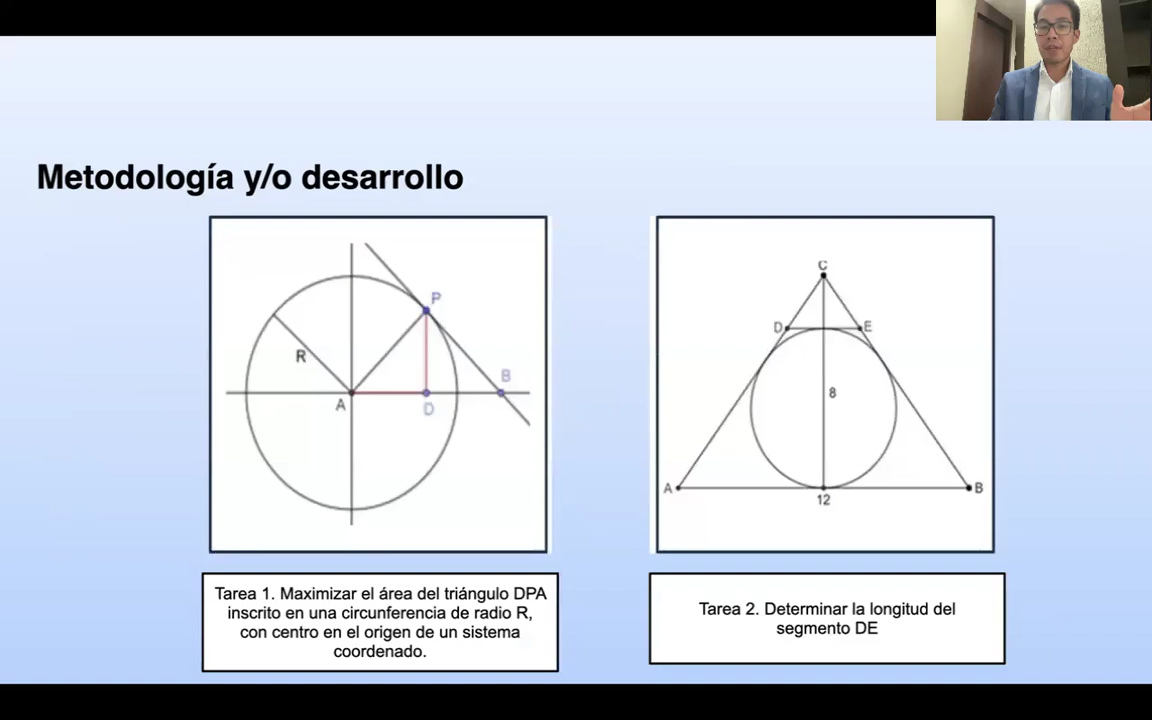 Metodología y/o desarrollo
P
R
B
A
D
C
D
E
8
A
B
12
Tarea 1. Maximizar el área del triángulo DPA
inscrito en una circunferencia de radio R,
con centro en el origen de un sistema
coordenado.
Tarea 2. Determinar la longitud del
segmento DE